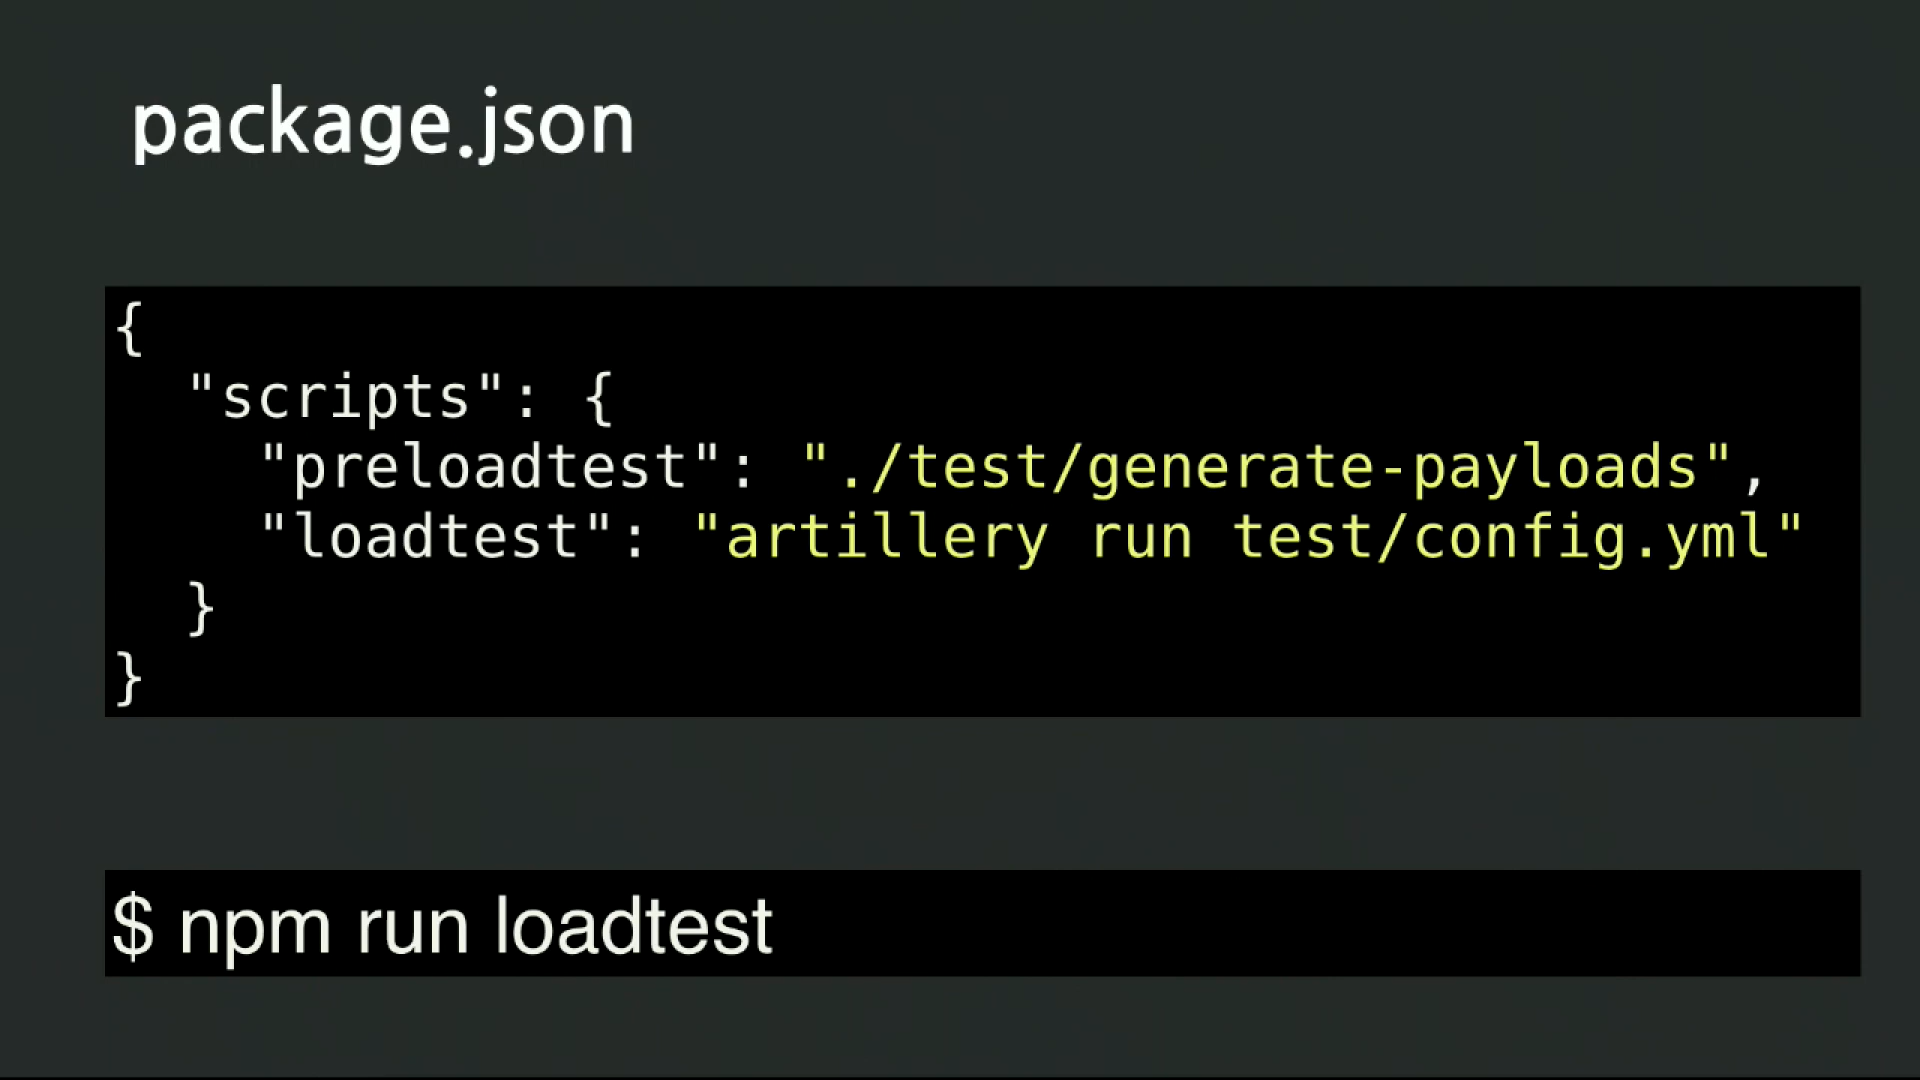 package.json
{
  "scripts": {
    "preloadtest": "./test/generate-payloads",
    "loadtest": "artillery run test/config.yml"
  }
}
$ npm run loadtest